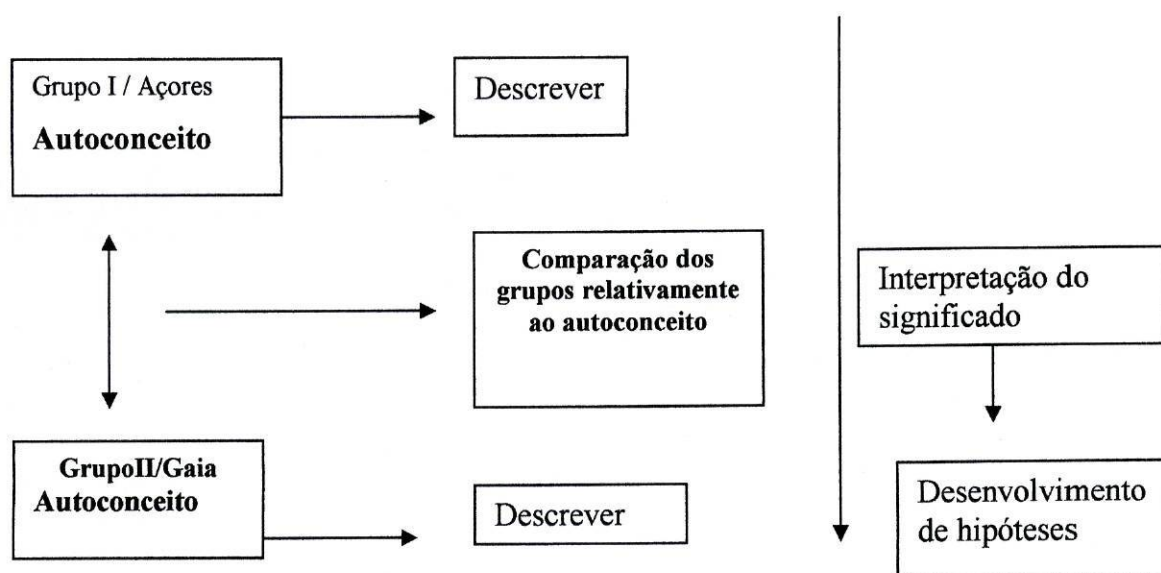 Grupo I / Açores
Autoconceito
Descrever
Comparação dos
grupos relativamente
ao autoconceito
Interpretação do
significado
GrupoII/Gaia
Autoconceito
Descrever
Desenvolvimento
de hipóteses